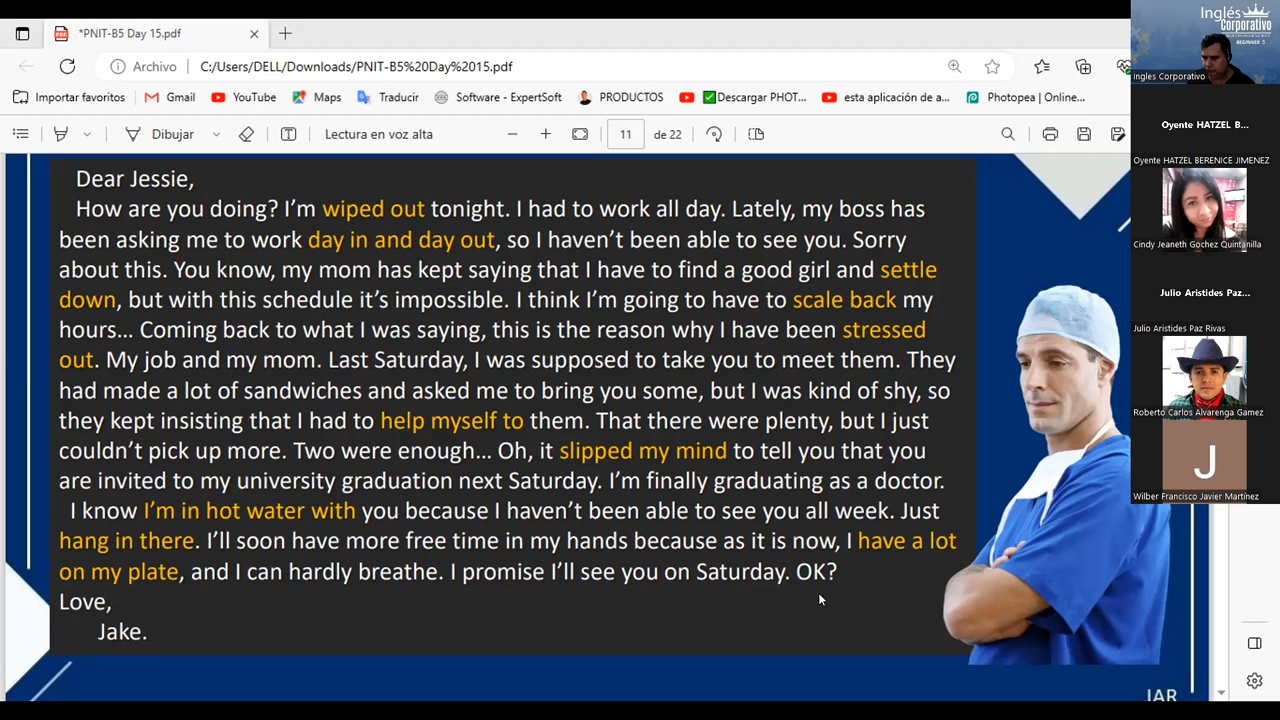 *PNIT-B5 Day 15.pdf
Archivo
C:/Users/DELL/Downloads/PNIT-B5%20Day%2015.pdf
Importar favoritos
Gmail
YouTube
Maps
Traducir
Software - ExpertSoft
PRODUCTOS
Descargar PHOT...
esta aplicación de a...
Photopea | Online...
Dibujar
Lectura en voz alta
11
de 22
Dear Jessie,
How are you doing? I’m wiped out tonight. I had to work all day. Lately, my boss has
been asking me to work day in and day out, so I haven’t been able to see you. Sorry
about this. You know, my mom has kept saying that I have to find a good girl and settle
down, but with this schedule it’s impossible. I think I’m going to have to scale back my
hours... Coming back to what I was saying, this is the reason why I have been stressed
out. My job and my mom. Last Saturday, I was supposed to take you to meet them. They
had made a lot of sandwiches and asked me to bring you some, but I was kind of shy, so
they kept insisting that I had to help myself to them. That there were plenty, but I just
couldn’t pick up more. Two were enough... Oh, it slipped my mind to tell you that you
are invited to my university graduation next Saturday. I’m finally graduating as a doctor.
I know I’m in hot water with you because I haven’t been able to see you all week. Just
hang in there. I’ll soon have more free time in my hands because as it is now, I have a lot
on my plate, and I can hardly breathe. I promise I’ll see you on Saturday. OK?
Love,
Jake.
JAR
Inglés
Corporativo
BEGINNER 5
Ingles Corporativo
Oyente HATZEL B...
Oyente HATZEL BERENICE JIMENEZ
Cindy Jeaneth Gochez Quintanilla
Julio Aristides Paz...
Julio Aristides Paz Rivas
Roberto Carlos Alvarenga Gamez
J
Wilber Francisco Javier Martínez